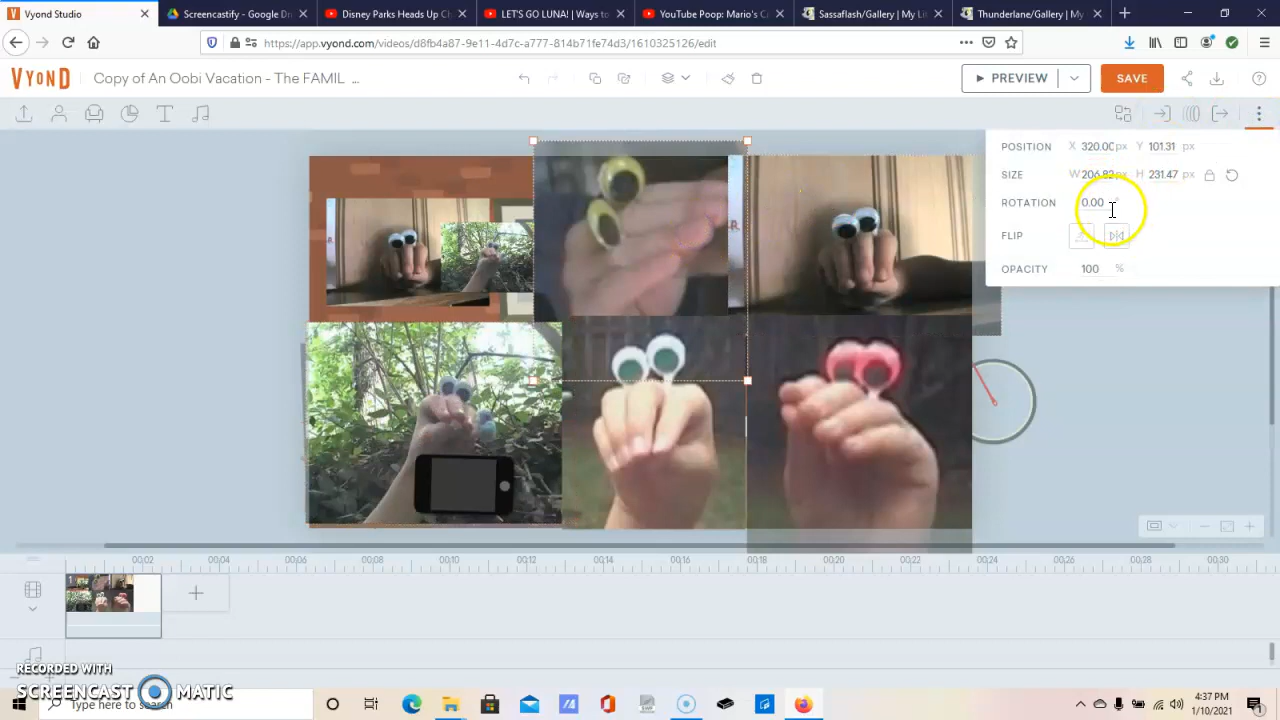 Vyond Studio
Screencastify - Google Dr
Disney Parks Heads Up Ch
LET'S GO LUNA! | Ways to
YouTube Poop: Mario's C
Sassaflash/Gallery | My Lit
Thunderlane/Gallery | My
https://app.vyond.com/videos/d8fb4a87-9e11-4d7c-a777-814b71fe74d3/1610325126/edit
VYOND
Copy of An Oobi Vacation - The FAMIL ...
PREVIEW
SAVE
POSITION X 320.00 px Y 101.31 px
SIZE W 206.82 px H 231.47 px
ROTATION 0.00 °
FLIP
OPACITY 100 %
00:02 00:04 00:06 00:08 00:10 00:12 00:14 00:16 00:18 00:20 00:22 00:24 00:26 00:28 00:30
RECORDED WITH
SCREENCAST MATIC
Type here to search
4:37 PM
1/10/2021